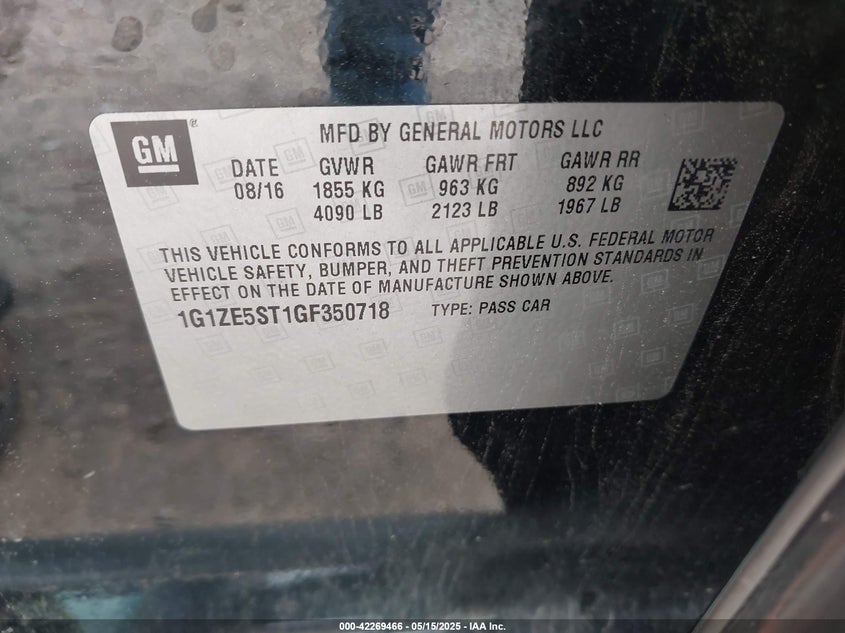 GM
MFD BY GENERAL MOTORS LLC
DATE GVWR GAWR FRT GAWR RR
08/16 1855 KG 963 KG 892 KG
4090 LB 2123 LB 1967 LB
THIS VEHICLE CONFORMS TO ALL APPLICABLE U.S. FEDERAL MOTOR
VEHICLE SAFETY, BUMPER, AND THEFT PREVENTION STANDARDS IN
EFFECT ON THE DATE OF MANUFACTURE SHOWN ABOVE.
1G1ZE5ST1GF350718 TYPE: PASS CAR
000-42269466 - 05/15/2025 - IAA Inc.